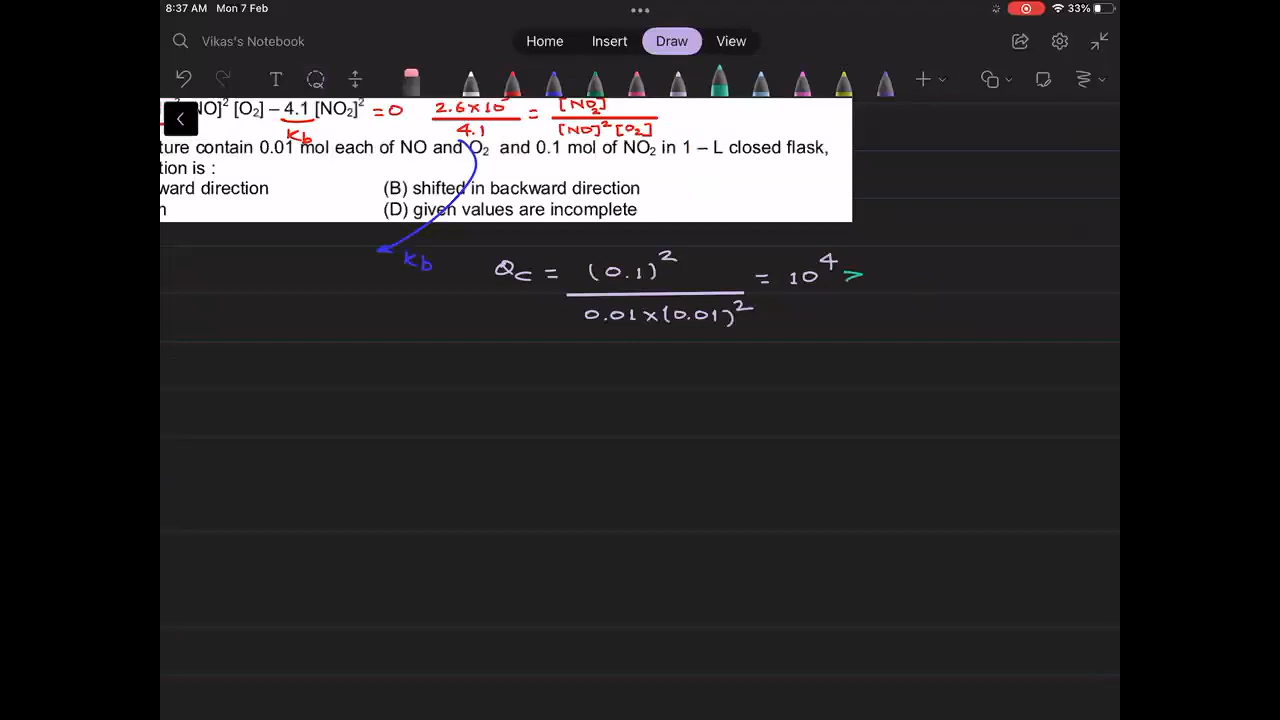 8:37 AM Mon 7 Feb
33%
Vikas's Notebook
Home Insert Draw View
NO]² [O₂] – 4.1 [NO₂]² = 0
Kb
2.6 × 10 / 4.1 = [NO₂] / [NO]² [O₂]
ture contain 0.01 mol each of NO and O₂ and 0.1 mol of NO₂ in 1 – L closed flask,
tion is :
ward direction (B) shifted in backward direction
(D) given values are incomplete
Kb
Qc = (0.1)² / 0.01 × (0.01)² = 10⁴ >